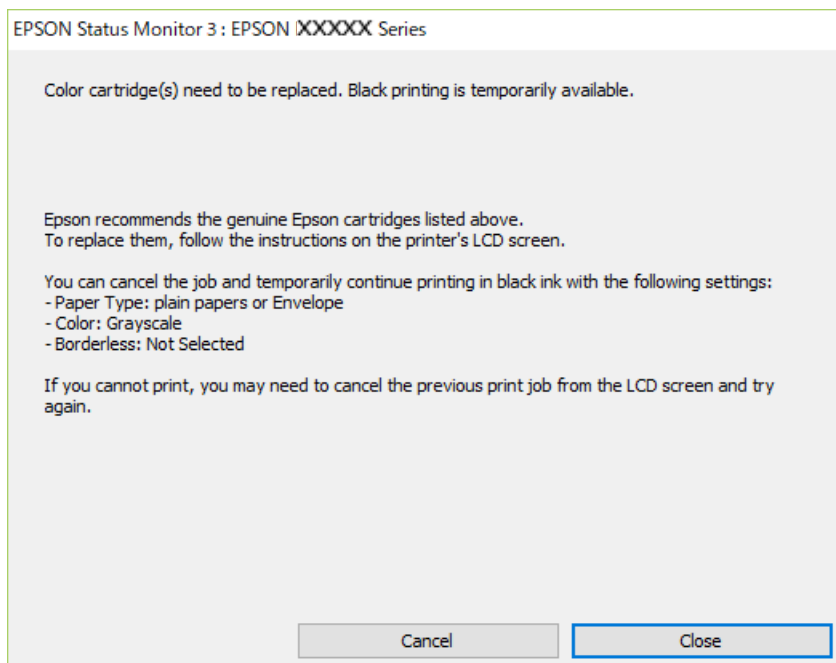 EPSON Status Monitor 3 : EPSON XXXXX Series
Color cartridge(s) need to be replaced. Black printing is temporarily available.
Epson recommends the genuine Epson cartridges listed above.
To replace them, follow the instructions on the printer's LCD screen.
You can cancel the job and temporarily continue printing in black ink with the following settings:
- Paper Type: plain papers or Envelope
- Color: Grayscale
- Borderless: Not Selected
If you cannot print, you may need to cancel the previous print job from the LCD screen and try
again.
Cancel
Close